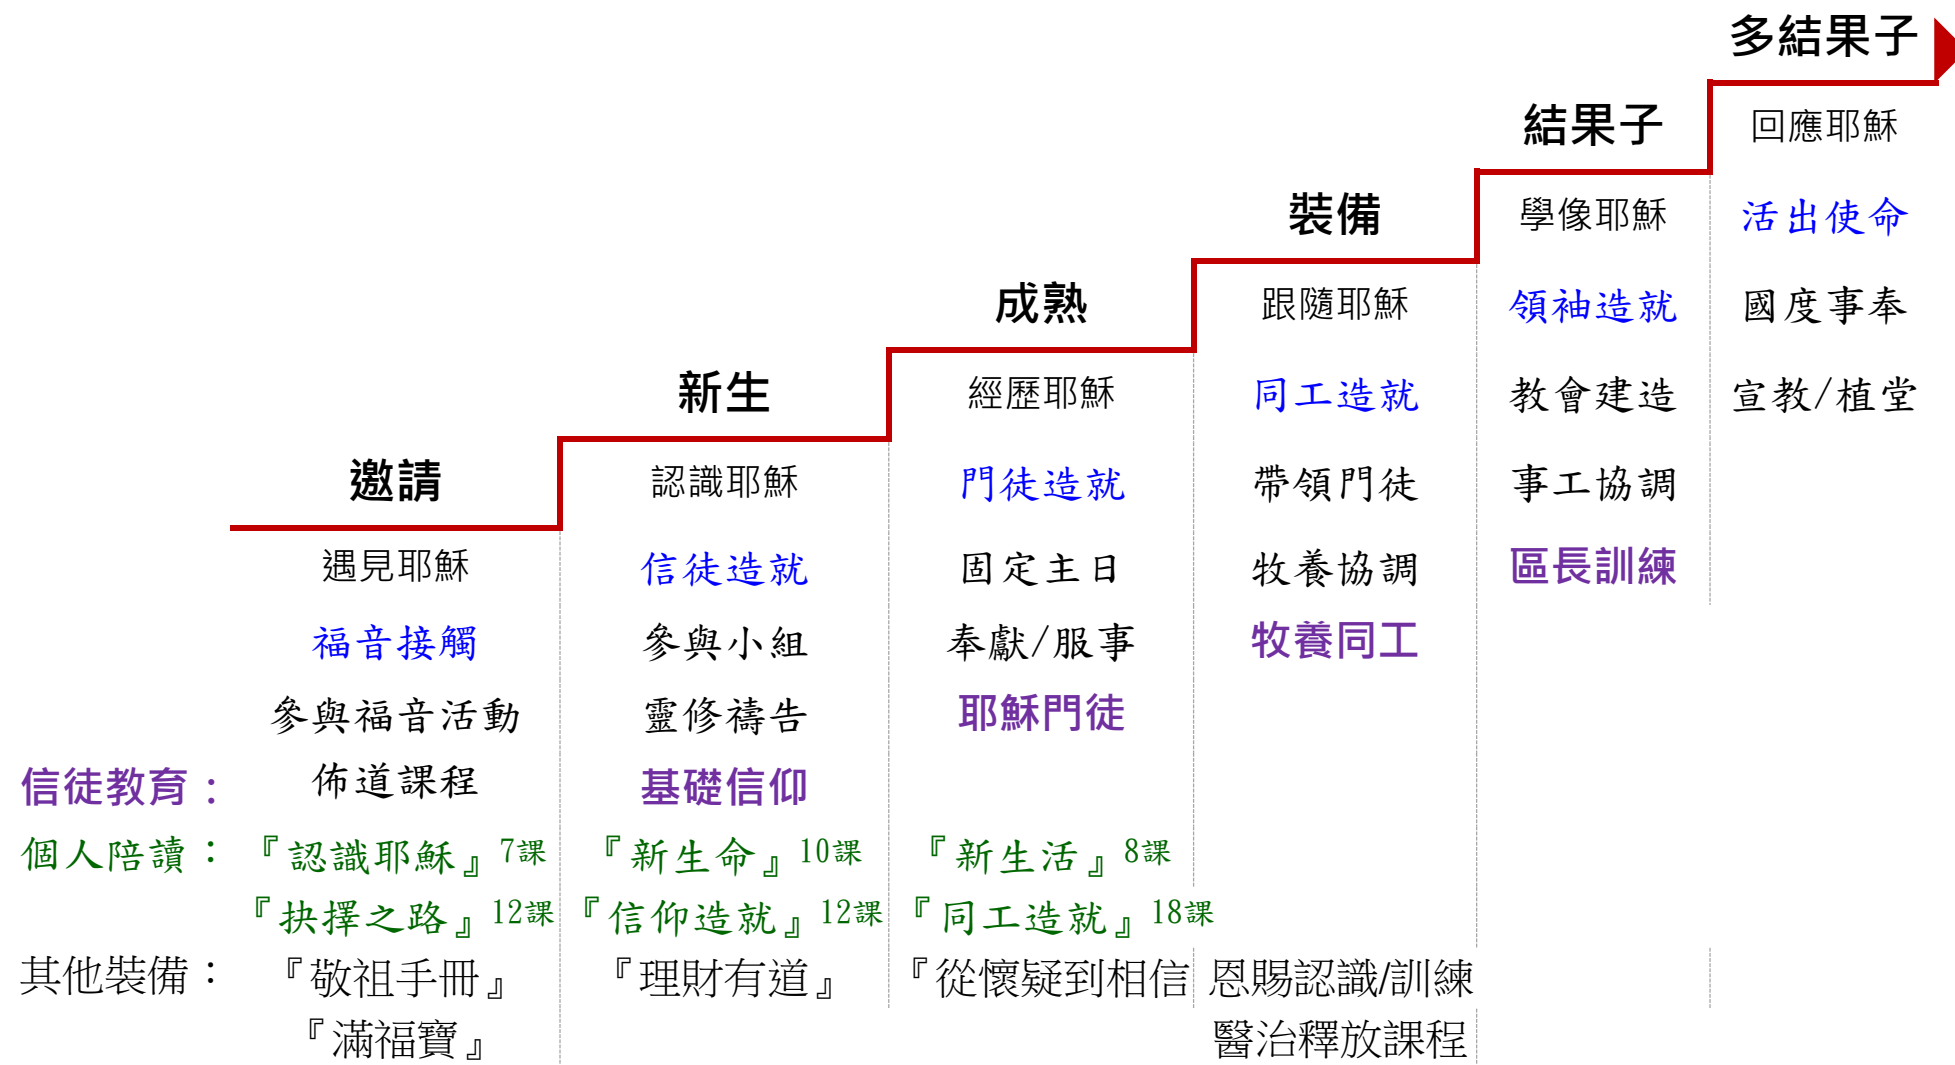 多結果子
結果子 回應耶穌
裝備 學像耶穌 活出使命
成熟 跟隨耶穌 領袖造就 國度事奉
新生 經歷耶穌 同工造就 教會建造 宣教/植堂
邀請 認識耶穌 門徒造就 帶領門徒 事工協調
遇見耶穌 信徒造就 固定主日 牧養協調 區長訓練
福音接觸 參與小組 奉獻/服事 牧養同工
參與福音活動 靈修禱告 耶穌門徒
信徒教育： 佈道課程 基礎信仰
個人陪讀： 『認識耶穌』7課 『新生命』10課 『新生活』8課
『抉擇之路』12課 『信仰造就』12課 『同工造就』18課
其他裝備： 『敬祖手冊』 『理財有道』 『從懷疑到相信 恩賜認識/訓練
『滿福寶』 醫治釋放課程